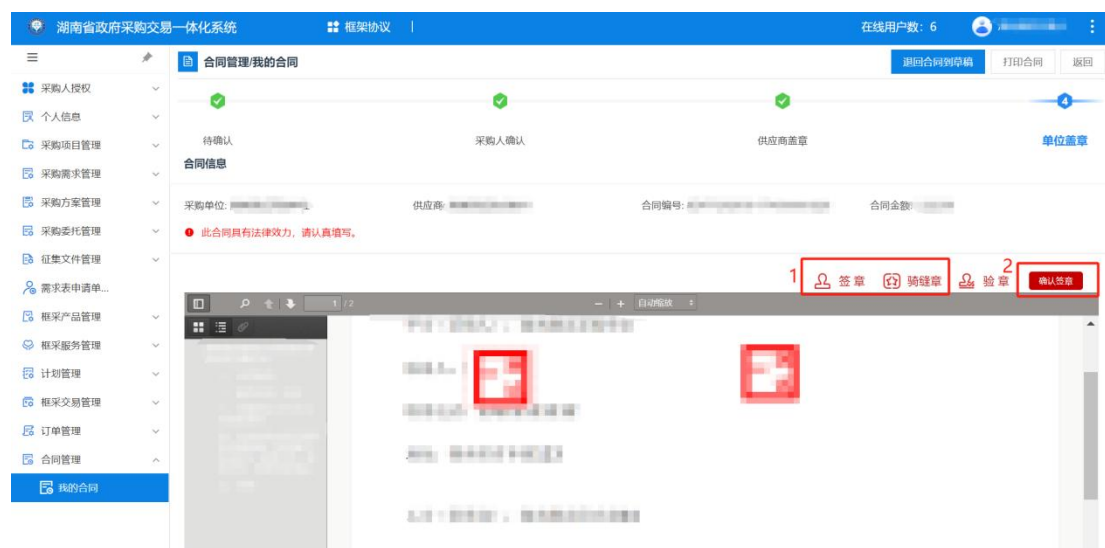 湖南省政府采购交易一体化系统 框架协议 在线用户数：6
合同管理/我的合同 退回合同到草稿 打印合同 返回
采购人授权
个人信息
采购项目管理
采购需求管理
采购方案管理
采购委托管理
征集文件管理
需求表申请单...
框采产品管理
框采服务管理
计划管理
框采交易管理
订单管理
合同管理
我的合同
4
待确认 采购人确认 供应商盖章 单位盖章
合同信息
采购单位: 供应商: 合同编号: 合同金额:
此合同具有法律效力，请认真填写。
1 签章 骑缝章 验章 2 确认签章
1 / 2 自动缩放